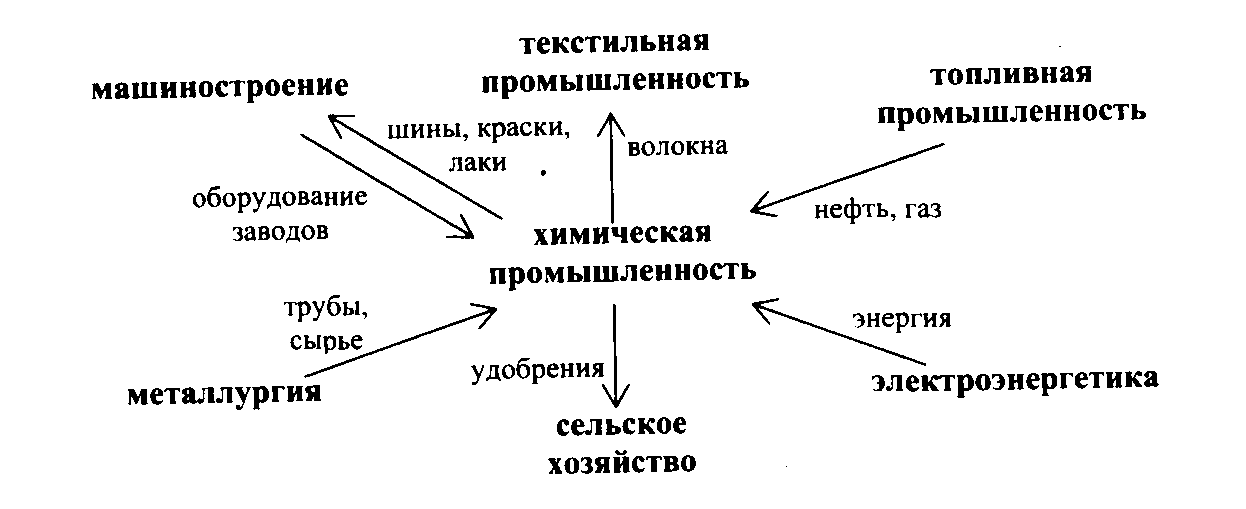 текстильная
промышленность
машиностроение
топливная
промышленность
шины, краски,
лаки
волокна
оборудование
заводов
нефть, газ
химическая
промышленность
трубы,
сырье
энергия
удобрения
металлургия
электроэнергетика
сельское
хозяйство